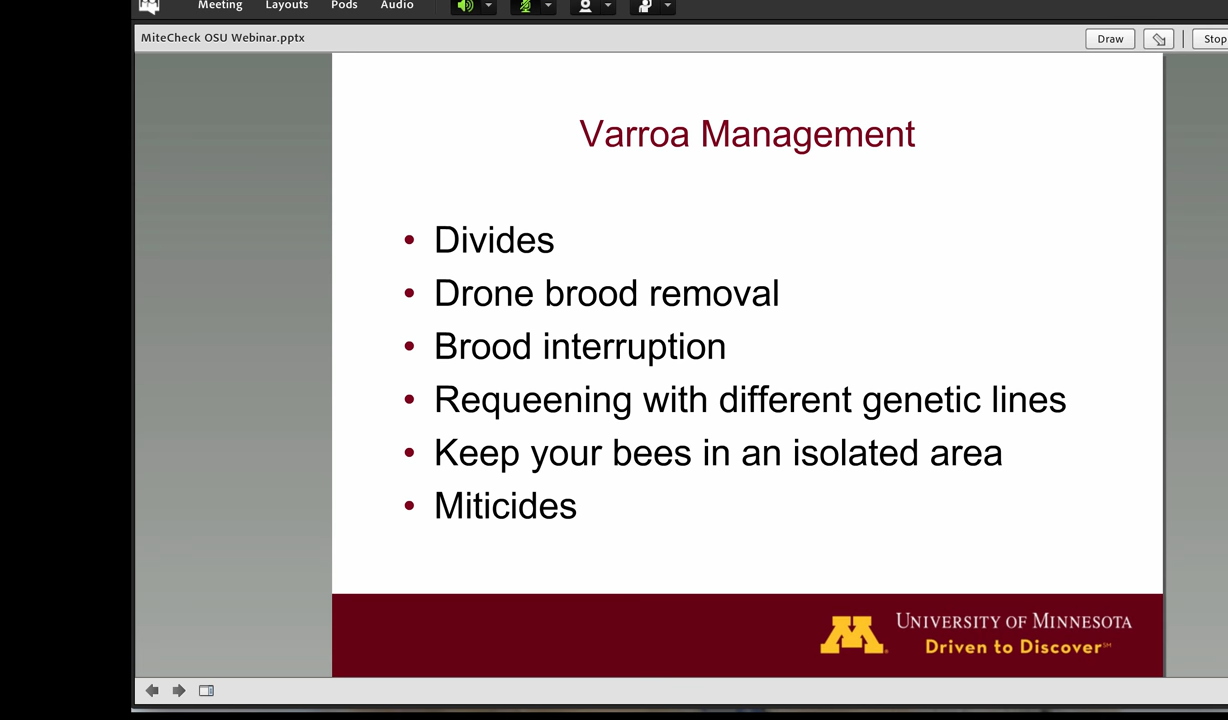 Meeting Layouts Pods Audio
MiteCheck OSU Webinar.pptx
Draw
Stop
Varroa Management
• Divides
• Drone brood removal
• Brood interruption
• Requeening with different genetic lines
• Keep your bees in an isolated area
• Miticides
UNIVERSITY OF MINNESOTA
Driven to Discover℠